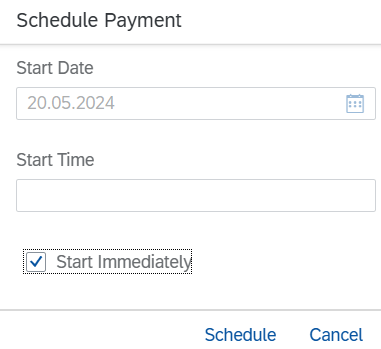 Schedule Payment
Start Date
20.05.2024
Start Time
Start Immediately
Schedule Cancel